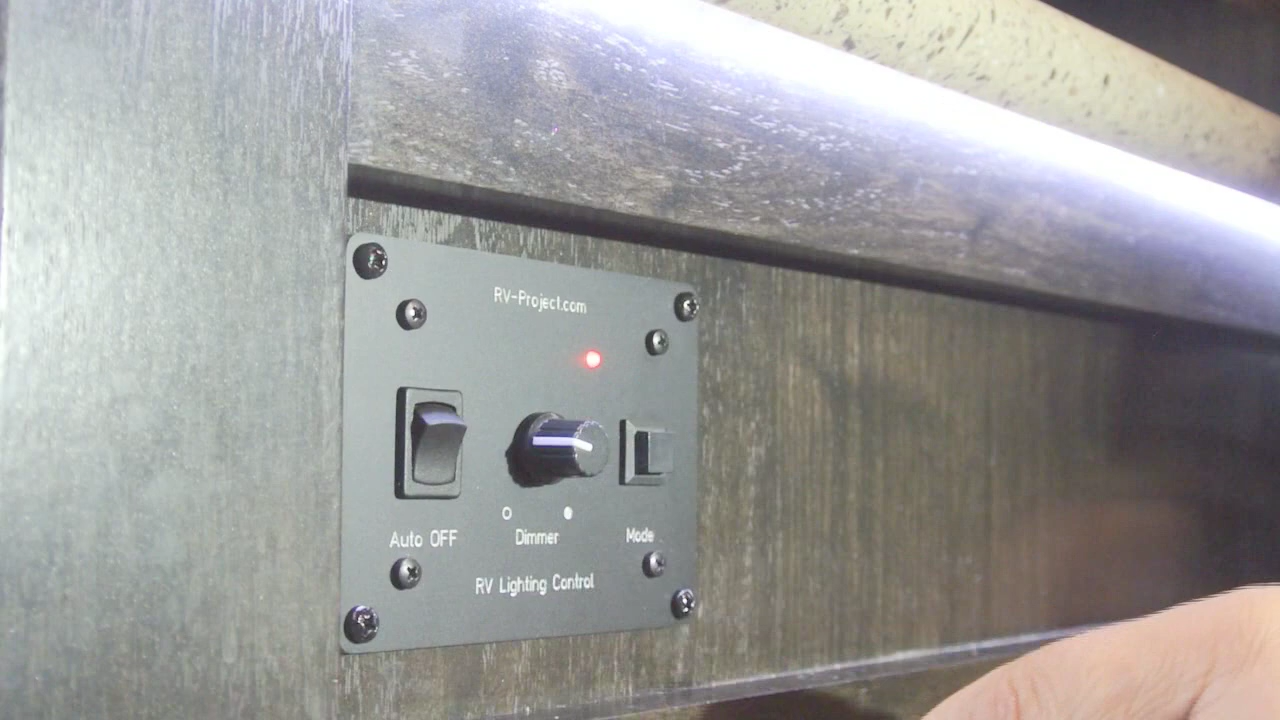 RV-Project.com
Auto OFF
Dimmer
Mode
RV Lighting Control